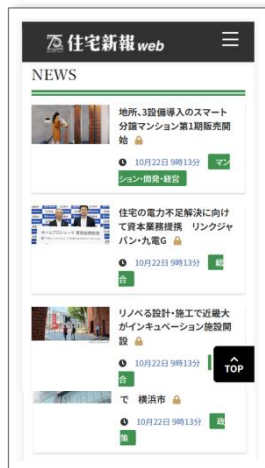 75 住宅新報web
NEWS
地所、3設備導入のスマート
分譲マンション第1期販売開
始
10月22日 9時13分 マン
ション・開発・経営
住宅の電力不足解決に向け
て資本業務提携 リンクジャ
パン・九電G
10月22日 9時13分 総
合
リノベる設計・施工で近畿大
がインキュベーション施設開
設
10月22日 9時13分
合
TOP
で 横浜市
10月22日 9時13分 政
策